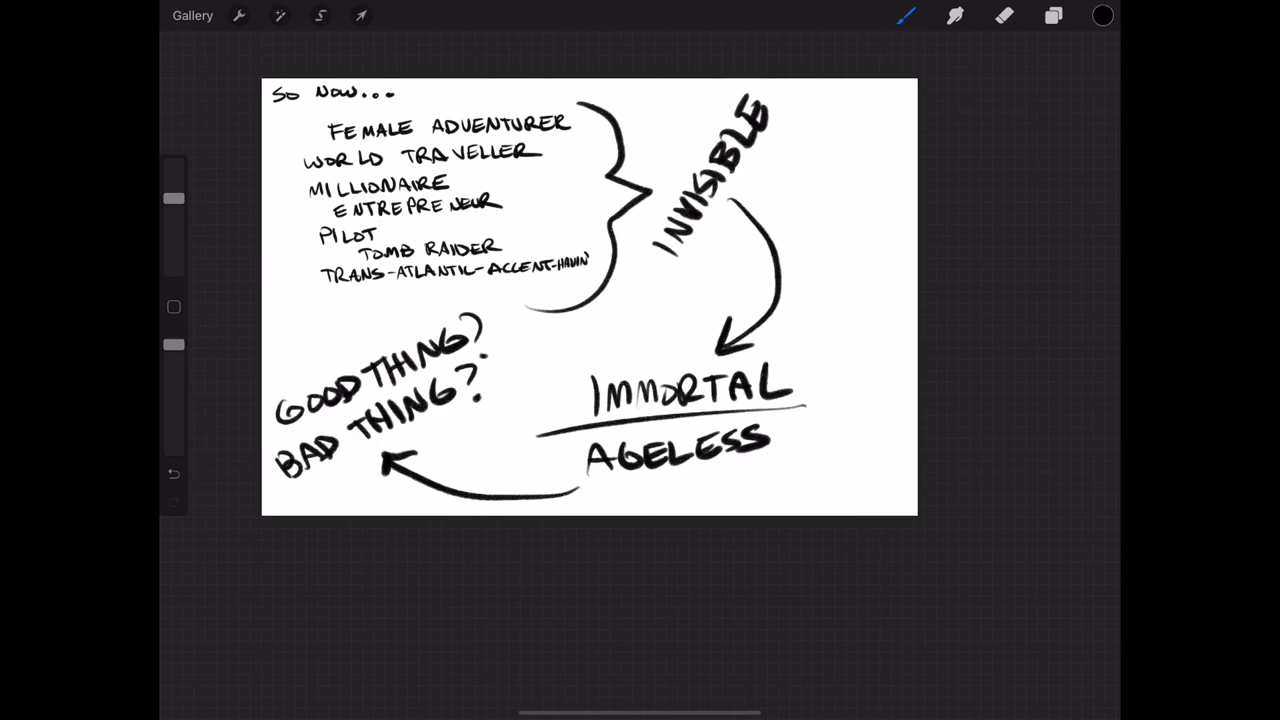 Gallery
SO NOW...
FEMALE ADVENTURER
WORLD TRAVELLER
MILLIONAIRE
ENTREPRENEUR
PILOT
TOMB RAIDER
TRANS-ATLANTIC-ACCENT-HAVIN'
INVISIBLE
IMMORTAL
AGELESS
GOOD THING?
BAD THING?